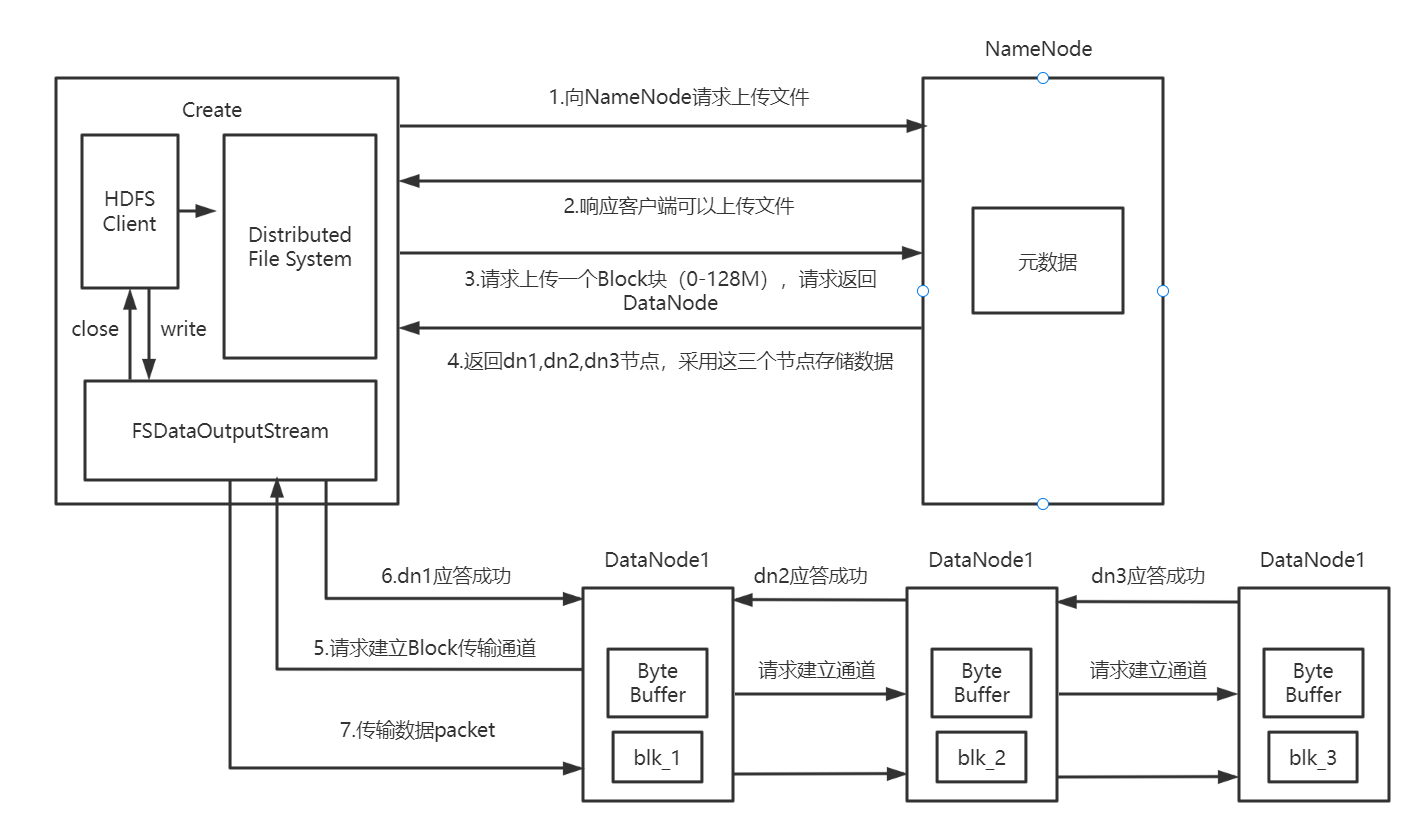 NameNode
Create
1.向NameNode请求上传文件
HDFS
Client
Distributed
File System
2.响应客户端可以上传文件
3.请求上传一个Block块（0-128M），请求返回
DataNode
元数据
close
write
4.返回dn1,dn2,dn3节点，采用这三个节点存储数据
FSDataOutputStream
DataNode1
DataNode1
DataNode1
6.dn1应答成功
dn2应答成功
dn3应答成功
5.请求建立Block传输通道
Byte
Buffer
请求建立通道
Byte
Buffer
请求建立通道
Byte
Buffer
7.传输数据packet
blk_1
blk_2
blk_3